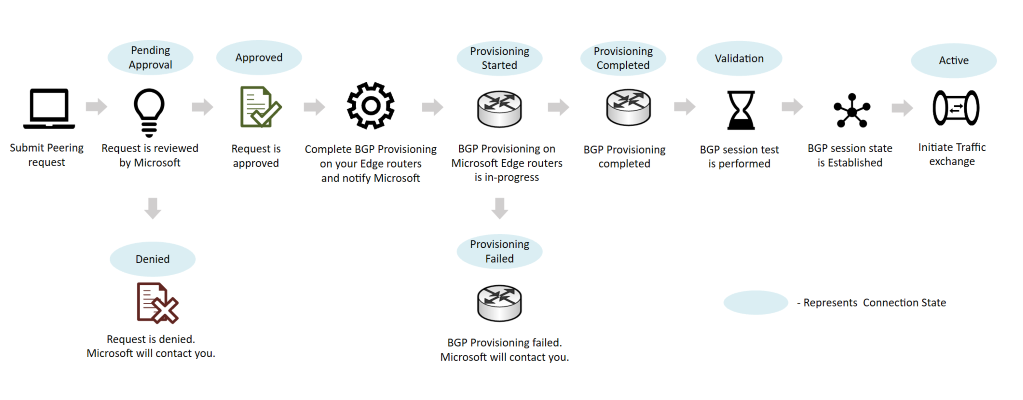 Pending
Approval
Approved
Provisioning
Started
Provisioning
Completed
Validation
Active
Submit Peering
request
Request is reviewed
by Microsoft
Request is
approved
Complete BGP Provisioning
on your Edge routers
and notify Microsoft
BGP Provisioning on
Microsoft Edge routers
is in-progress
BGP Provisioning
completed
BGP session test
is performed
BGP session state
is Established
Initiate Traffic
exchange
Denied
Request is denied.
Microsoft will contact you.
Provisioning
Failed
BGP Provisioning failed.
Microsoft will contact you.
- Represents Connection State